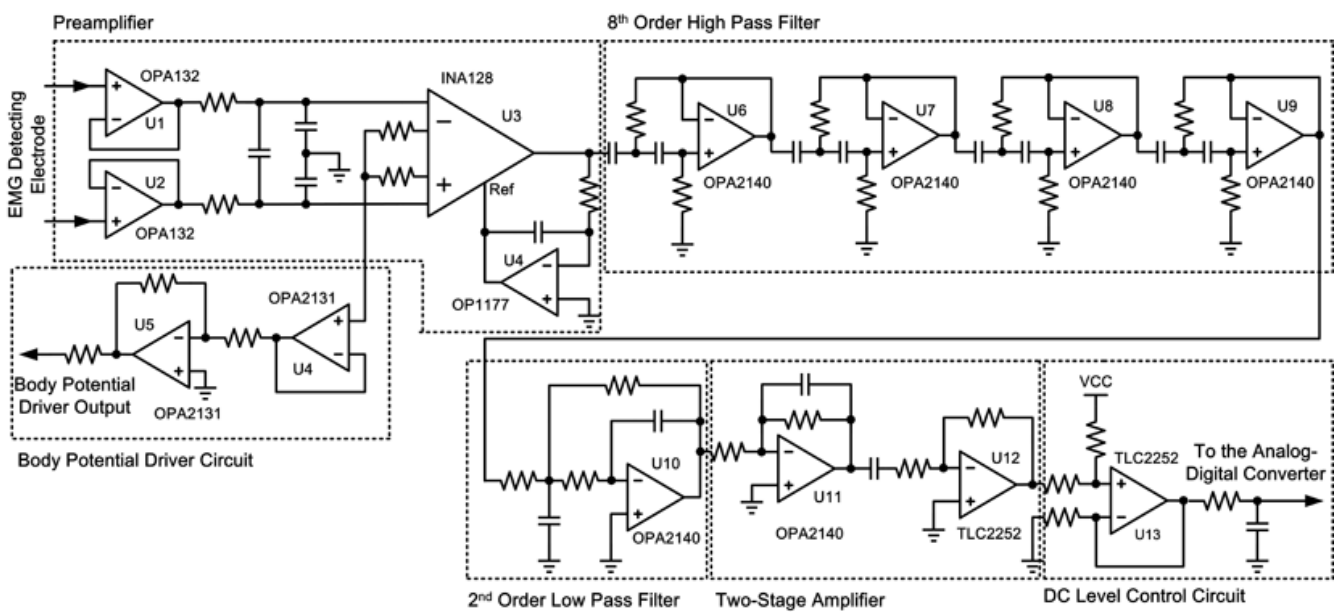 Preamplifier
8th Order High Pass Filter
EMG Detecting
Electrode
OPA132
U1
U2
OPA132
INA128
U3
Ref
U4
OP1177
U6
OPA2140
U7
OPA2140
U8
OPA2140
U9
OPA2140
OPA2131
U5
U4
OPA2131
Body Potential
Driver Output
Body Potential Driver Circuit
U10
OPA2140
U11
OPA2140
U12
TLC2252
VCC
TLC2252
U13
To the Analog-
Digital Converter
2nd Order Low Pass Filter
Two-Stage Amplifier
DC Level Control Circuit